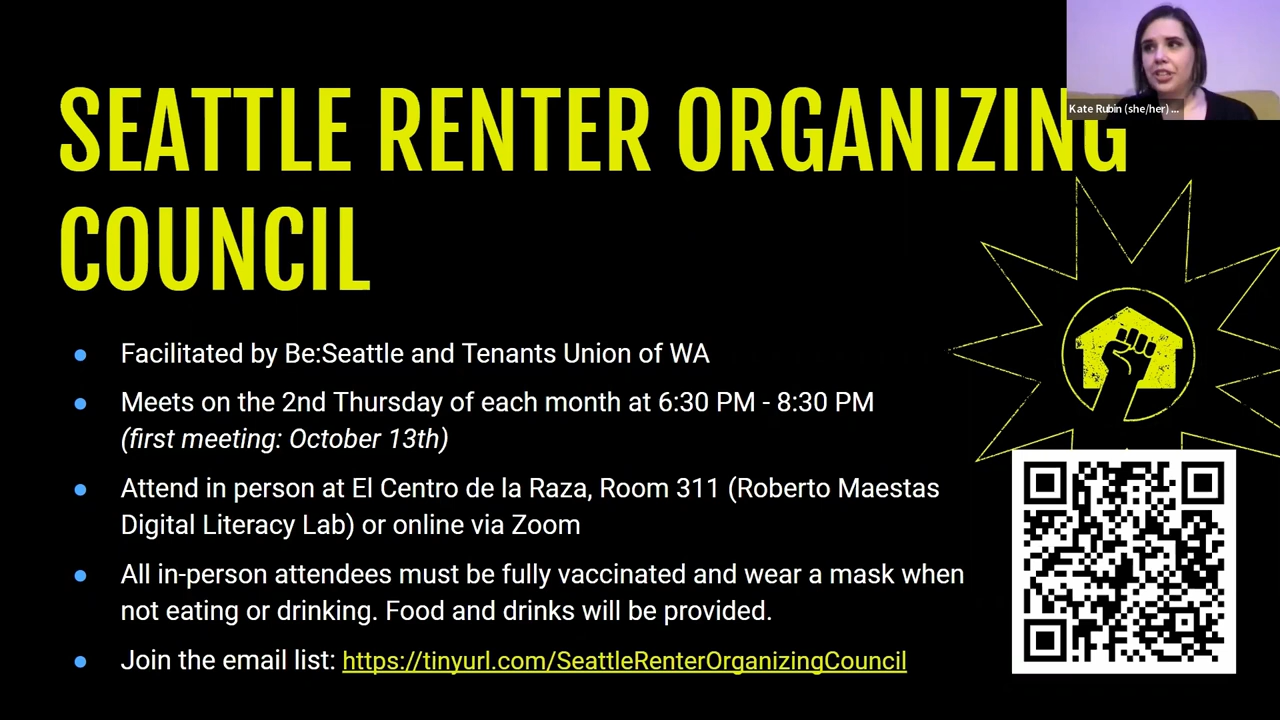 SEATTLE RENTER ORGANIZING
COUNCIL
Kate Rubin (she/her) ...
● Facilitated by Be:Seattle and Tenants Union of WA
● Meets on the 2nd Thursday of each month at 6:30 PM - 8:30 PM
(first meeting: October 13th)
● Attend in person at El Centro de la Raza, Room 311 (Roberto Maestas
Digital Literacy Lab) or online via Zoom
● All in-person attendees must be fully vaccinated and wear a mask when
not eating or drinking. Food and drinks will be provided.
● Join the email list: https://tinyurl.com/SeattleRenterOrganizingCouncil